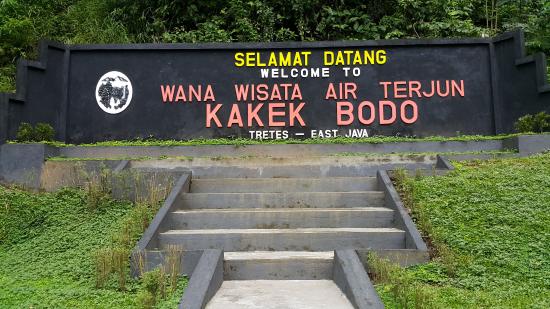 SELAMAT DATANG
WELCOME TO
WANA WISATA AIR TERJUN
KAKEK BODO
TRETES – EAST JAVA